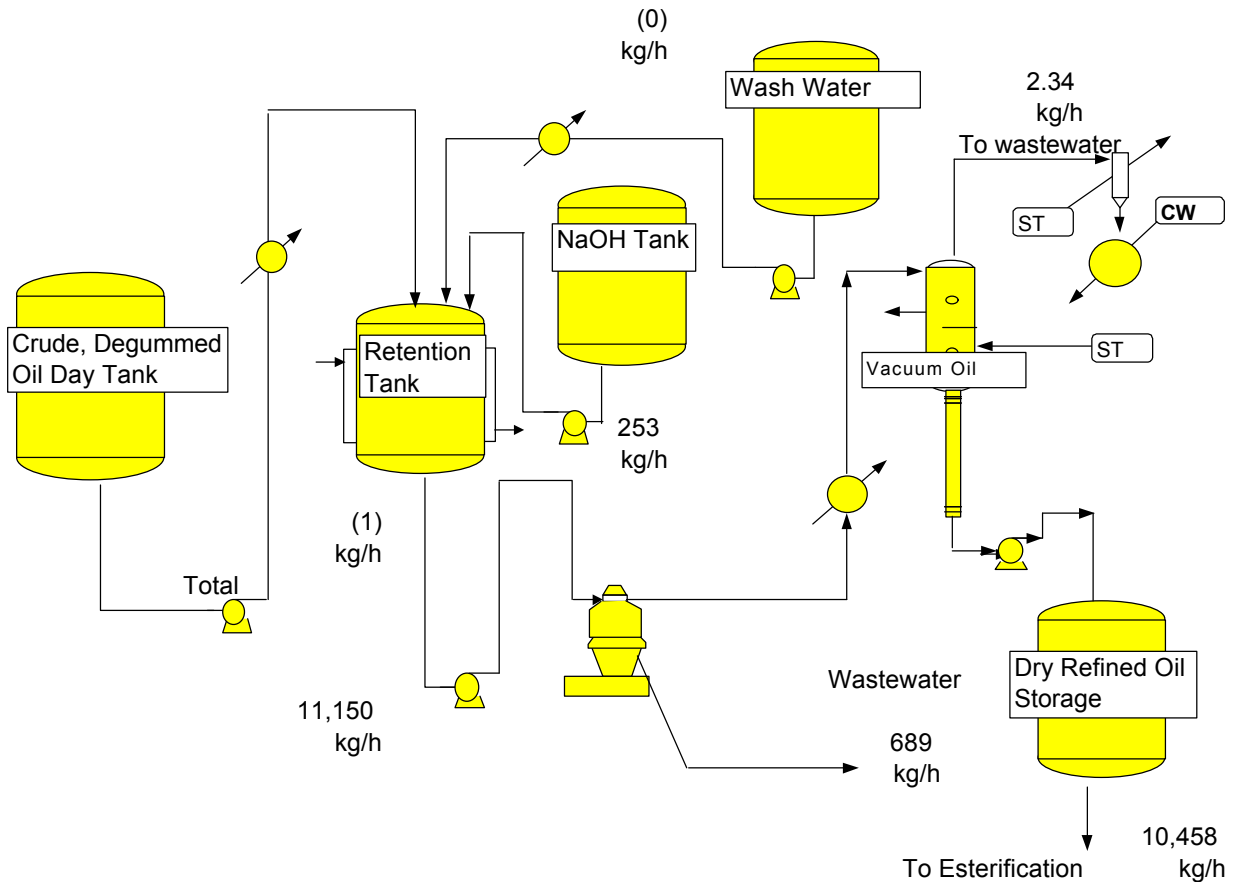 (0)
kg/h
Wash Water
2.34
kg/h
To wastewater
ST
CW
NaOH Tank
Crude, Degummed
Oil Day Tank
Retention
Tank
ST
Vacuum Oil
253
kg/h
(1)
kg/h
Total
Wastewater
Dry Refined Oil
Storage
11,150
kg/h
689
kg/h
10,458
kg/h
To Esterification